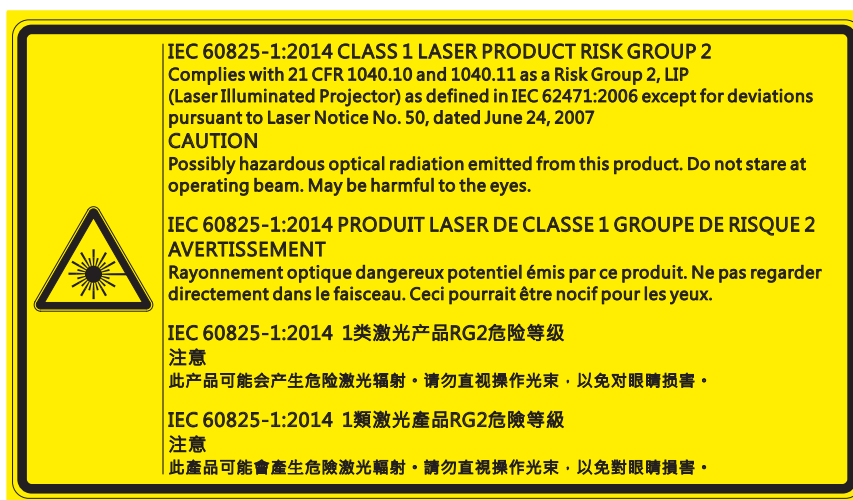 IEC 60825-1:2014 CLASS 1 LASER PRODUCT RISK GROUP 2
Complies with 21 CFR 1040.10 and 1040.11 as a Risk Group 2, LIP
(Laser Illuminated Projector) as defined in IEC 62471:2006 except for deviations
pursuant to Laser Notice No. 50, dated June 24, 2007
CAUTION
Possibly hazardous optical radiation emitted from this product. Do not stare at
operating beam. May be harmful to the eyes.
IEC 60825-1:2014 PRODUIT LASER DE CLASSE 1 GROUPE DE RISQUE 2
AVERTISSEMENT
Rayonnement optique dangereux potentiel émis par ce produit. Ne pas regarder
directement dans le faisceau. Ceci pourrait être nocif pour les yeux.
IEC 60825-1:2014 1类激光产品RG2危险等级
注意
此产品可能会产生危险激光辐射。请勿直视操作光束，以免对眼睛损害。
IEC 60825-1:2014 1類激光產品RG2危險等級
注意
此產品可能會產生危險激光輻射。請勿直視操作光束，以免對眼睛損害。